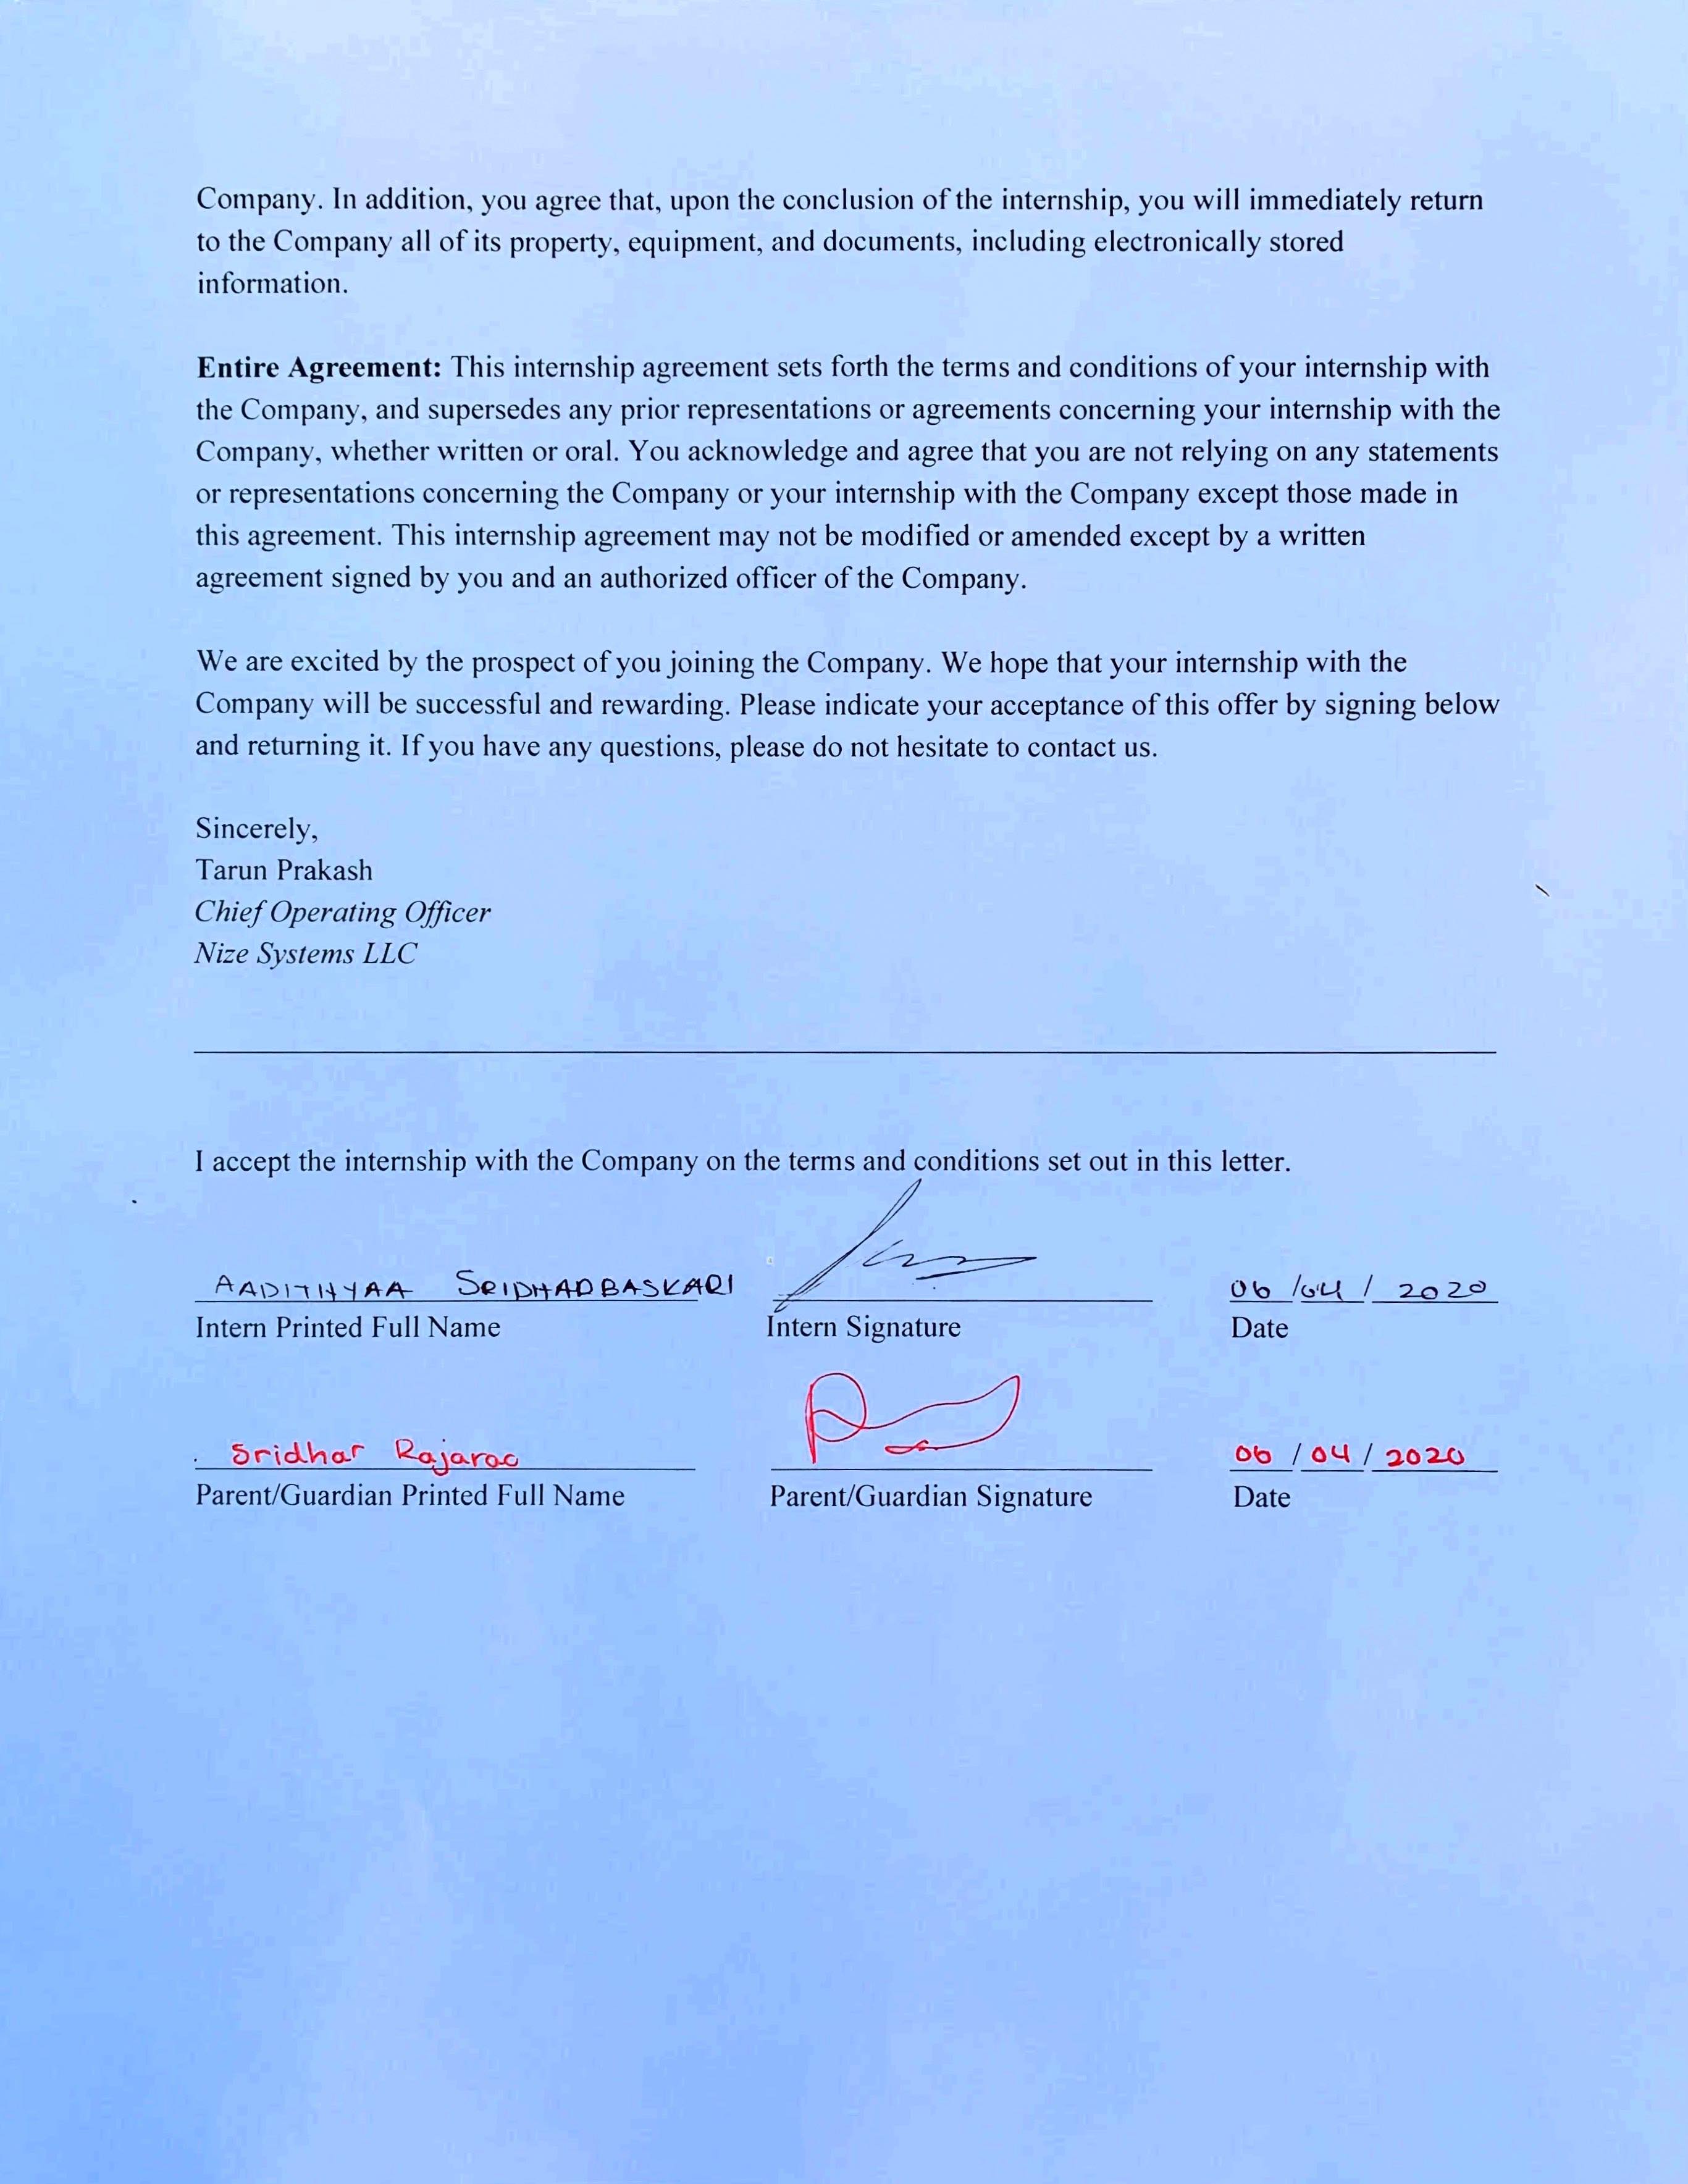 Company. In addition, you agree that, upon the conclusion of the internship, you will immediately return
to the Company all of its property, equipment, and documents, including electronically stored
information.
Entire Agreement: This internship agreement sets forth the terms and conditions of your internship with
the Company, and supersedes any prior representations or agreements concerning your internship with the
Company, whether written or oral. You acknowledge and agree that you are not relying on any statements
or representations concerning the Company or your internship with the Company except those made in
this agreement. This internship agreement may not be modified or amended except by a written
agreement signed by you and an authorized officer of the Company.
We are excited by the prospect of you joining the Company. We hope that your internship with the
Company will be successful and rewarding. Please indicate your acceptance of this offer by signing below
and returning it. If you have any questions, please do not hesitate to contact us.
Sincerely,
Tarun Prakash
Chief Operating Officer
Nize Systems LLC
I accept the internship with the Company on the terms and conditions set out in this letter.
AADITHYAA 06/04/2020
Intern Printed Full Name Intern Signature Date
Sridhar 06/04/2020
Parent/Guardian Printed Full Name Parent/Guardian Signature Date